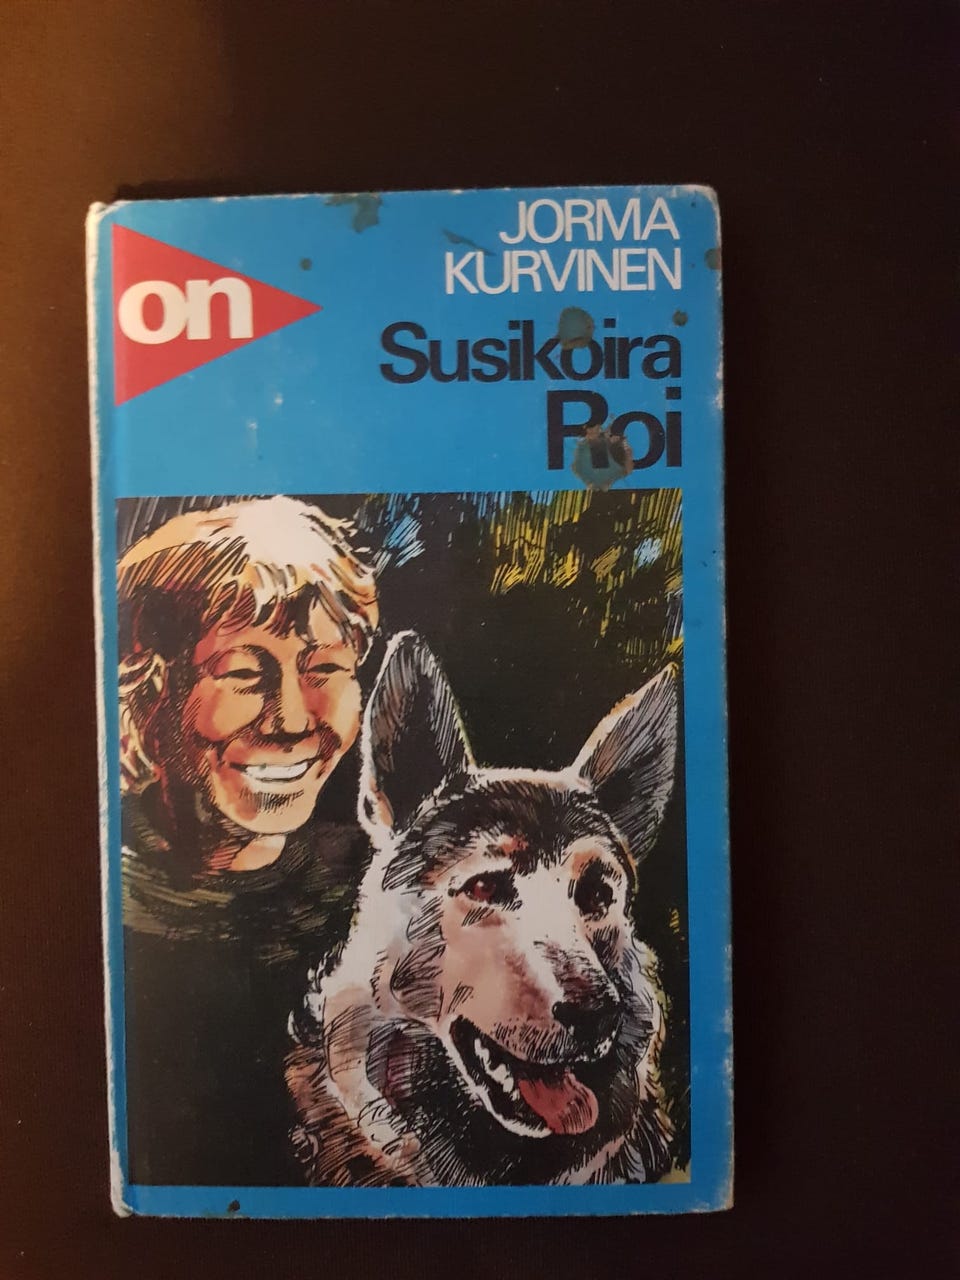 on
JORMA
KURVINEN
Susikoira
Roi